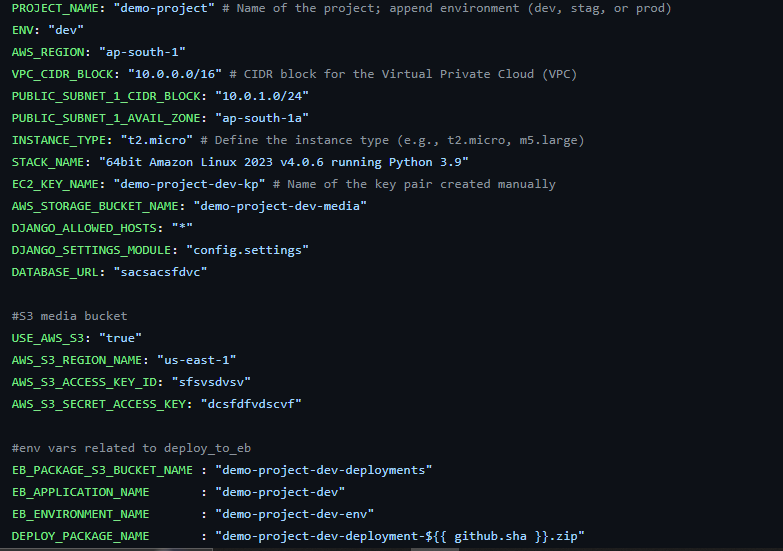 PROJECT_NAME: "demo-project" # Name of the project; append environment (dev, stag, or prod)
ENV: "dev"
AWS_REGION: "ap-south-1"
VPC_CIDR_BLOCK: "10.0.0.0/16" # CIDR block for the Virtual Private Cloud (VPC)
PUBLIC_SUBNET_1_CIDR_BLOCK: "10.0.1.0/24"
PUBLIC_SUBNET_1_AVAIL_ZONE: "ap-south-1a"
INSTANCE_TYPE: "t2.micro" # Define the instance type (e.g., t2.micro, m5.large)
STACK_NAME: "64bit Amazon Linux 2023 v4.0.6 running Python 3.9"
EC2_KEY_NAME: "demo-project-dev-kp" # Name of the key pair created manually
AWS_STORAGE_BUCKET_NAME: "demo-project-dev-media"
DJANGO_ALLOWED_HOSTS: "*"
DJANGO_SETTINGS_MODULE: "config.settings"
DATABASE_URL: "sacsacsfdvc"

#S3 media bucket
USE_AWS_S3: "true"
AWS_S3_REGION_NAME: "us-east-1"
AWS_S3_ACCESS_KEY_ID: "sfsvsdvsv"
AWS_S3_SECRET_ACCESS_KEY: "dcsfdfvdscvf"

#env vars related to deploy_to_eb
EB_PACKAGE_S3_BUCKET_NAME : "demo-project-dev-deployments"
EB_APPLICATION_NAME       : "demo-project-dev"
EB_ENVIRONMENT_NAME       : "demo-project-dev-env"
DEPLOY_PACKAGE_NAME       : "demo-project-dev-deployment-${{ github.sha }}.zip"